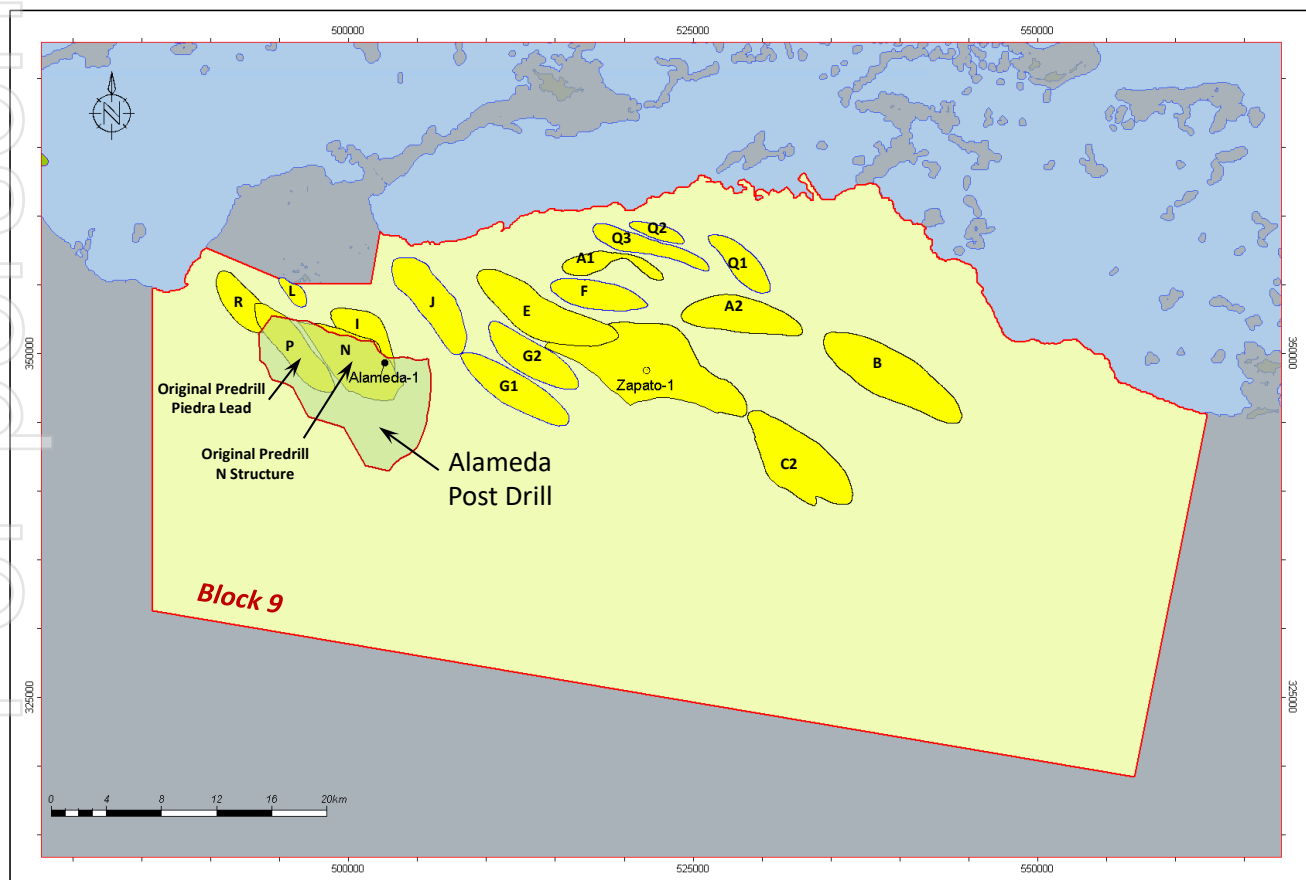 500000
525000
550000
N
Q2
Q3
Q1
A1
L
R
F
J
I
E
A2
P
N
350000
350000
G2
B
Alameda-1
Zapato-1
G1
Original Predrill
Piedra Lead
Original Predrill
N Structure
Alameda
Post Drill
C2
Block 9
325000
325000
0
4
8
12
16
20km
500000
525000
550000